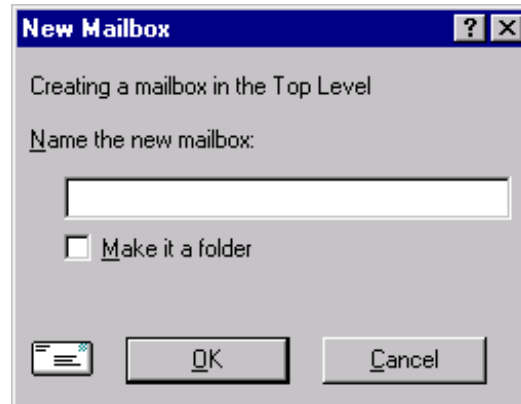 New Mailbox
Creating a mailbox in the Top Level
Name the new mailbox:
Make it a folder
OK
Cancel